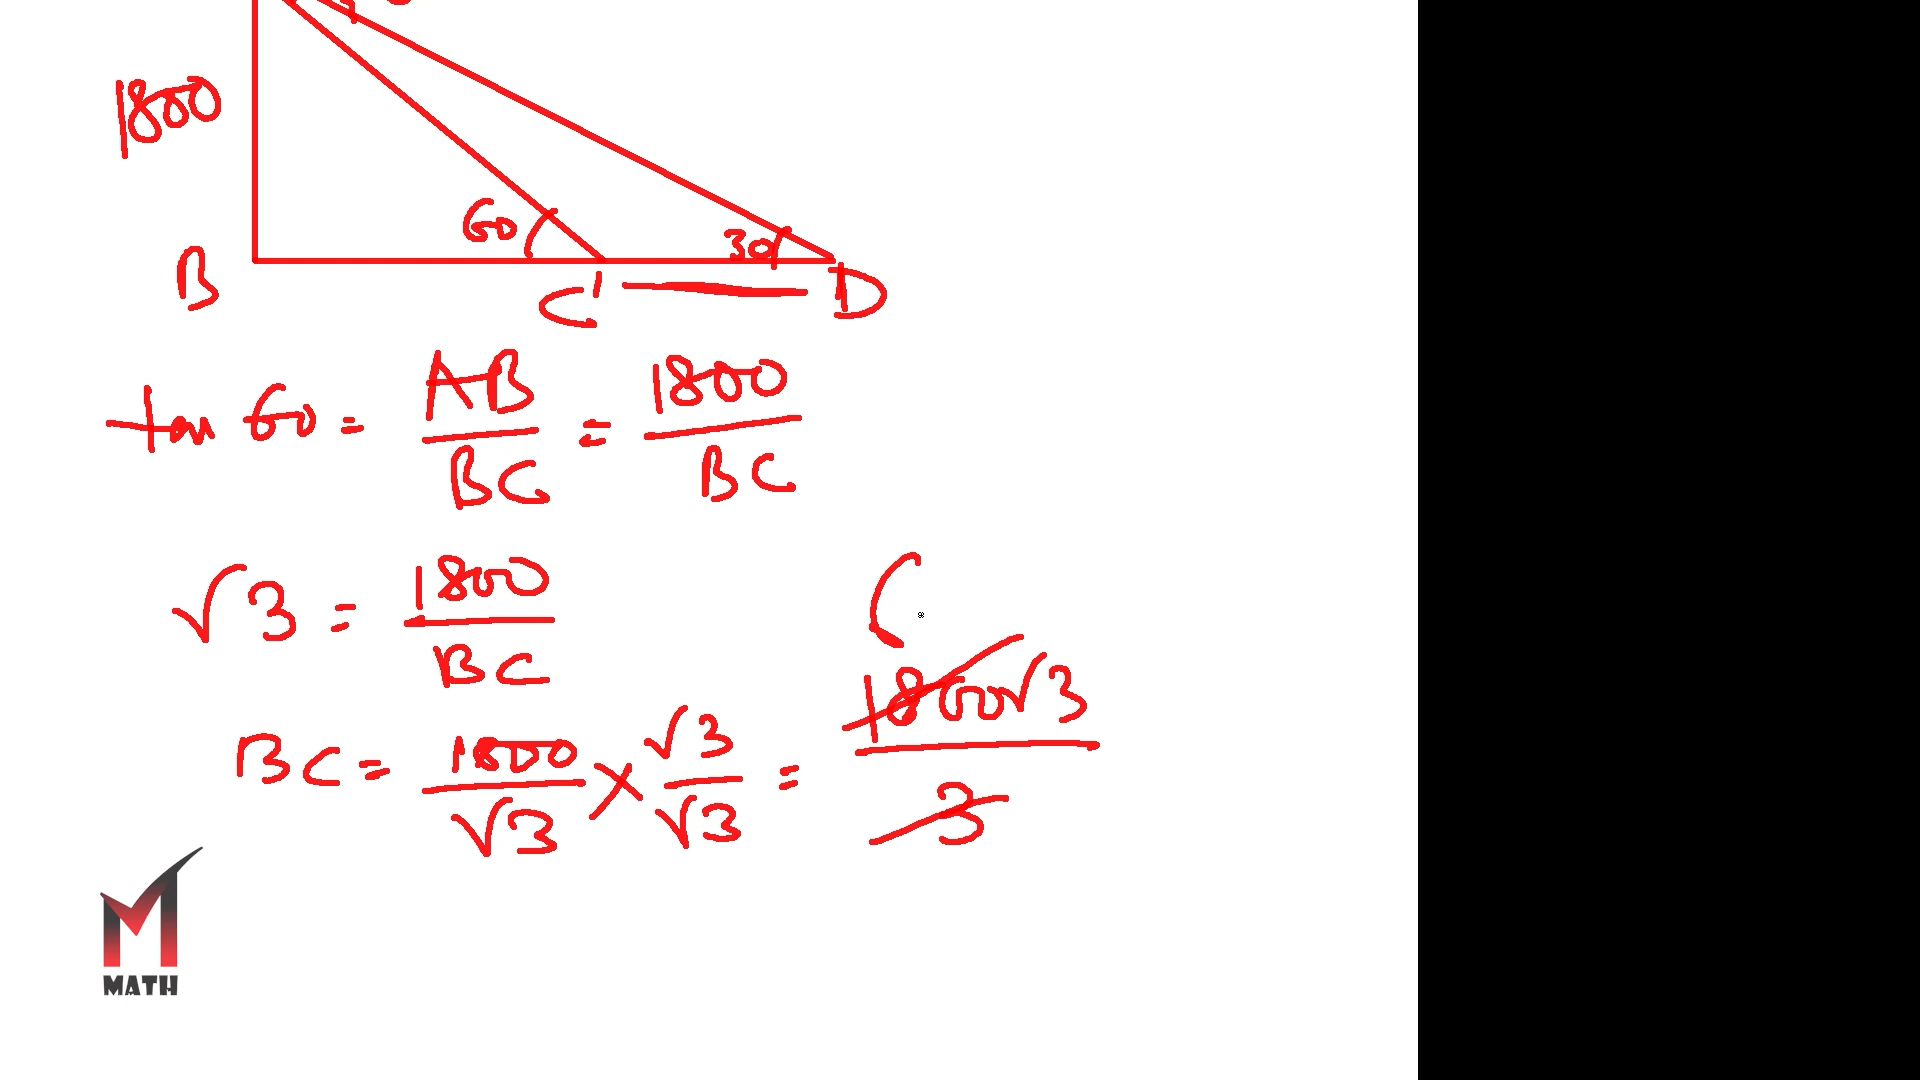 1800
60
30
B
C
D
tan 60 = AB/BC = 1800/BC
√3 = 1800/BC
6
BC = 1800/√3 × √3/√3 = 1800√3/3
MATH